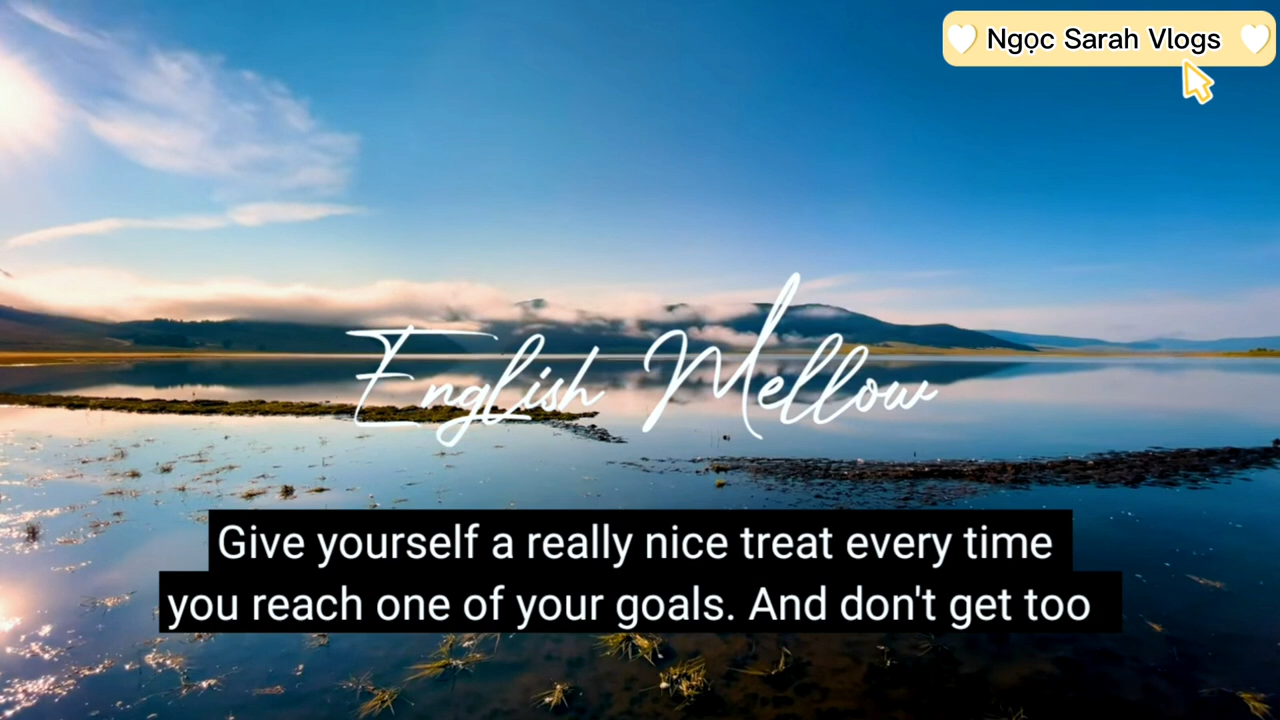 Ngọc Sarah Vlogs
English Mellow
Give yourself a really nice treat every time
you reach one of your goals. And don't get too